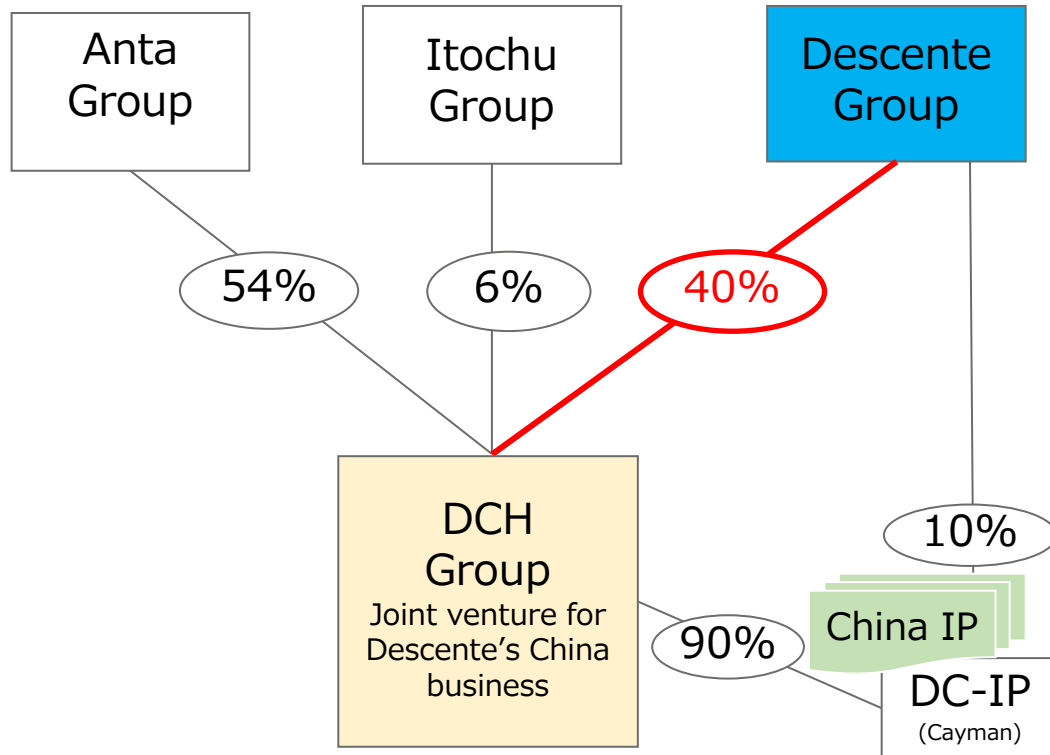 Anta
Group
Itochu
Group
Descente
Group
54%
6%
40%
DCH
Group
Joint venture for
Descente’s China
business
10%
China IP
90%
DC-IP
(Cayman)